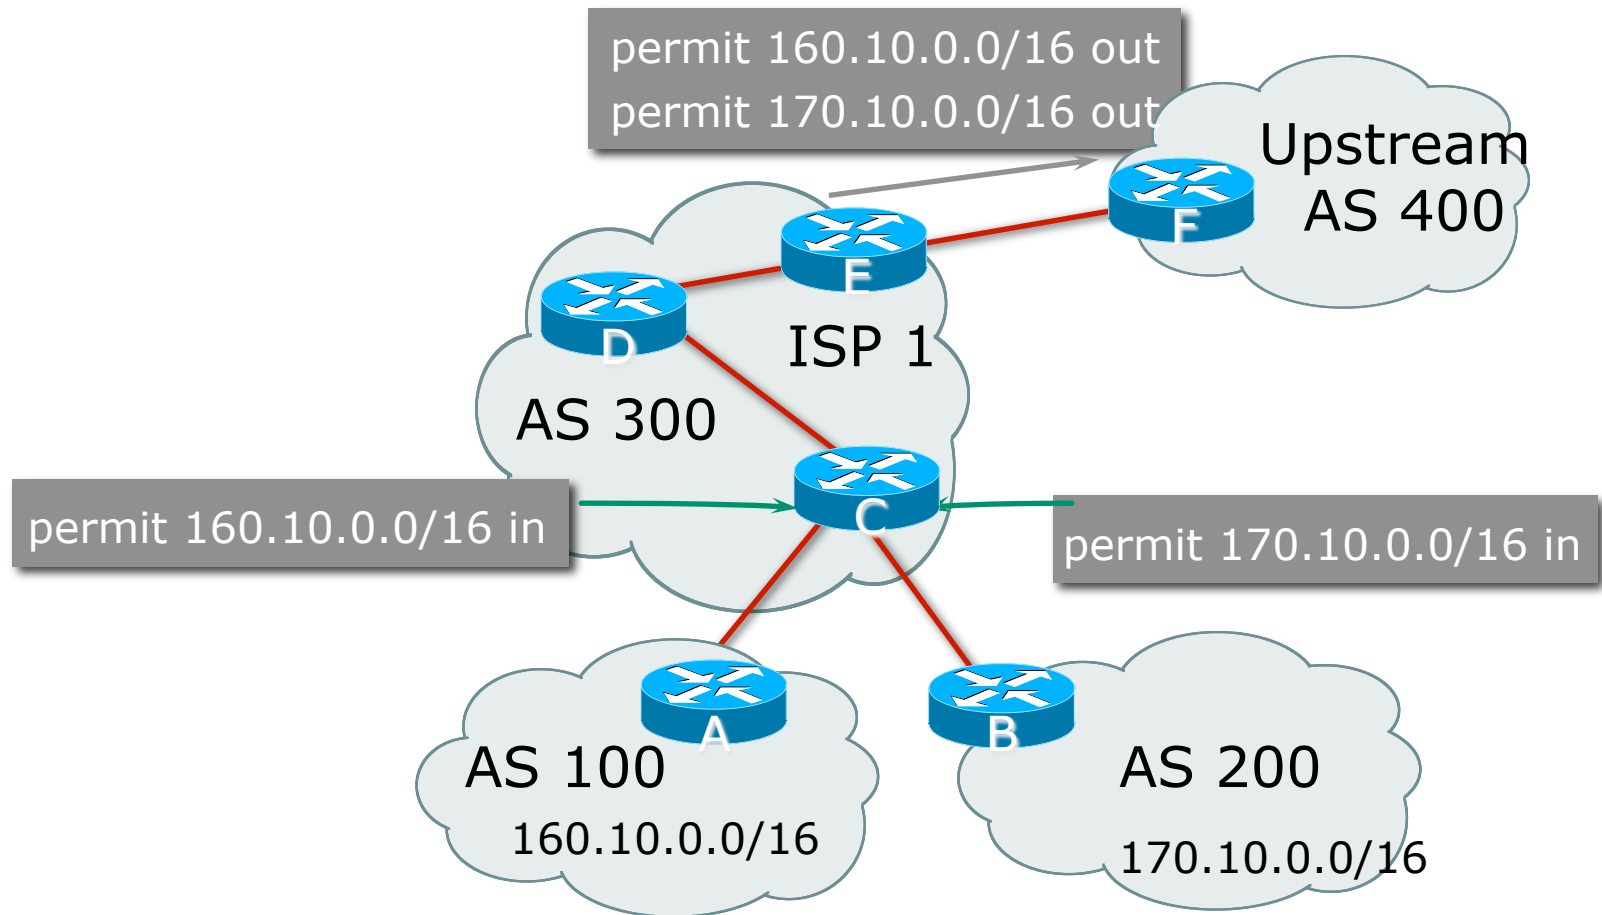 permit 160.10.0.0/16 out
permit 170.10.0.0/16 out
Upstream
AS 400
F
E
D
ISP 1
AS 300
C
permit 160.10.0.0/16 in
permit 170.10.0.0/16 in
A
B
AS 100
AS 200
160.10.0.0/16
170.10.0.0/16